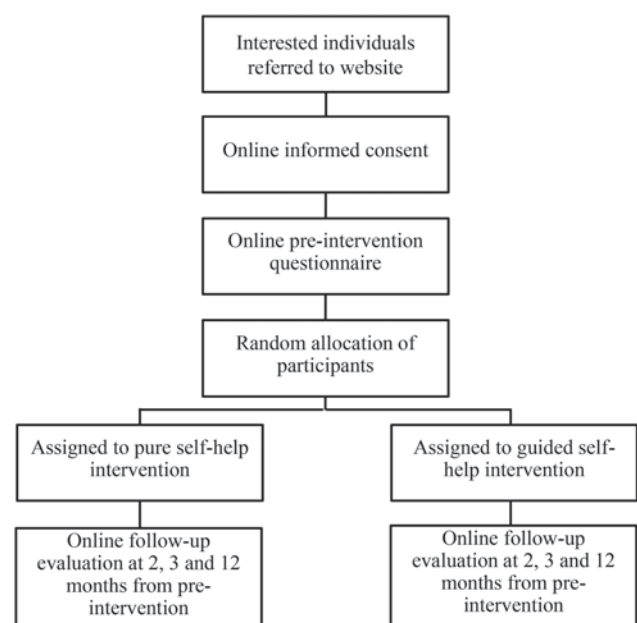 Interested individuals
referred to website
Online informed consent
Online pre-intervention
questionnaire
Random allocation of
participants
Assigned to pure self-help
intervention
Assigned to guided self-
help intervention
Online follow-up
evaluation at 2, 3 and 12
months from pre-
intervention
Online follow-up
evaluation at 2, 3 and 12
months from pre-
intervention